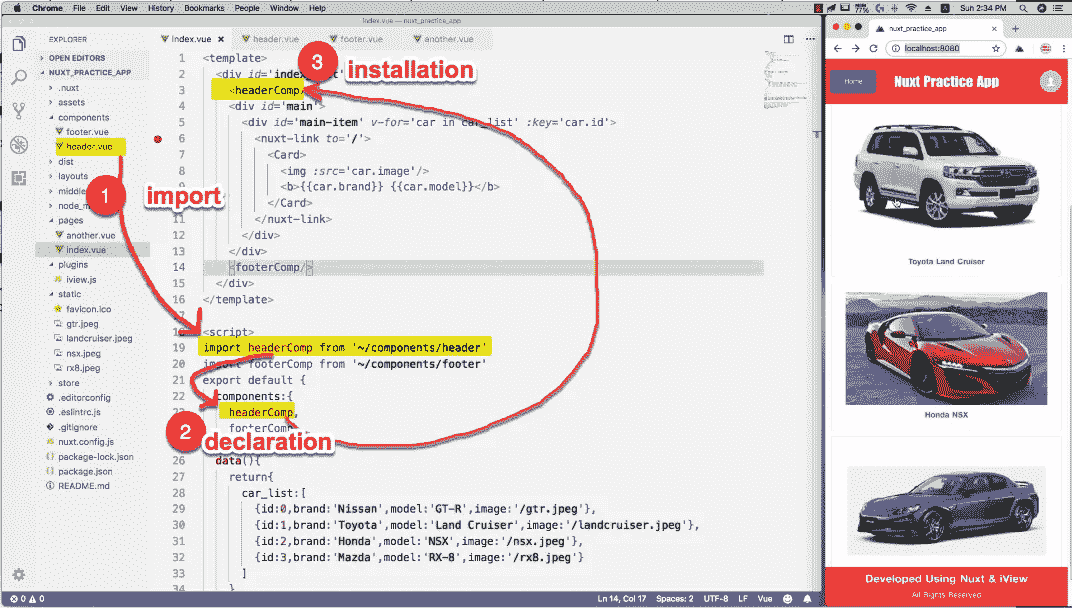 Chrome File Edit View History Bookmarks People Window Help
77%
Sun 2:34 PM
index.vue — nuxt_practice_app
EXPLORER
OPEN EDITORS
NUXT_PRACTICE_APP
.nuxt
assets
components
footer.vue
header.vue
dist
layouts
middle
node_m
pages
another.vue
index.vue
plugins
iview.js
static
favicon.ico
gtr.jpeg
landcruiser.jpeg
nsx.jpeg
rx8.jpeg
store
.editorconfig
.eslintrc.js
.gitignore
nuxt.config.js
package-lock.json
package.json
README.md
index.vue header.vue footer.vue another.vue
1 <template>
2 <div id='index
3 <headerComp
4 <div id='main'
5 <div id='main-item' v-for='car in car_list' :key='car.id'>
6 <nuxt-link to='/'>
7 <Card>
8 <img :src='car.image'/>
<b>{{car.brand}} {{car.model}}</b>
</Card>
11 </nuxt-link>
12 </div>
13 </div>
14 <footerComp/>
15 </div>
16 </template>
<script>
19 import headerComp from '~/components/header'
20 import footerComp from '~/components/footer'
21 export default {
22 components:{
headerComp,
footerComp
26 data(){
27 return{
28 car_list:[
29 {id:0,brand:'Nissan',model:'GT-R',image:'/gtr.jpeg'},
30 {id:1,brand:'Toyota',model:'Land Cruiser',image:'/landcruiser.jpeg'},
31 {id:2,brand:'Honda',model:'NSX',image:'/nsx.jpeg'},
32 {id:3,brand:'Mazda',model:'RX-8',image:'/rx8.jpeg'}
33 ]
34 }
1 import
2 declaration
3 installation
0 0
Ln 14, Col 17 Spaces: 2 UTF-8 LF Vue
nuxt_practice_app
localhost:8080
Home
Nuxt Practice App
Toyota Land Cruiser
Honda NSX
Developed Using Nuxt & iView
All Rights Reserved